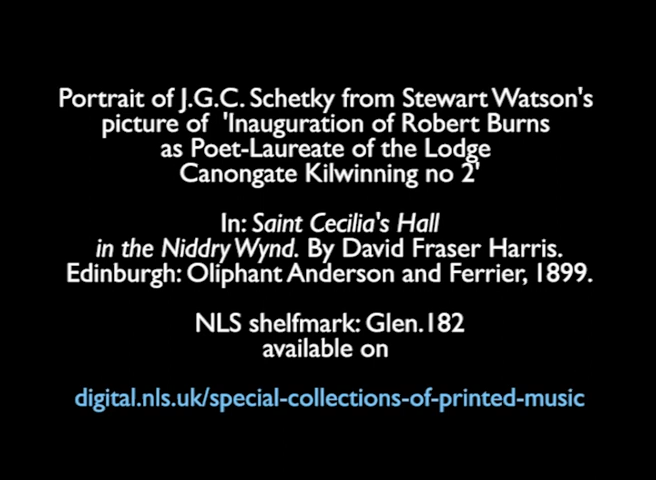 Portrait of J.G.C. Schetky from Stewart Watson's
picture of 'Inauguration of Robert Burns
as Poet-Laureate of the Lodge
Canongate Kilwinning no 2'
In: Saint Cecilia's Hall
in the Niddry Wynd. By David Fraser Harris.
Edinburgh: Oliphant Anderson and Ferrier, 1899.
NLS shelfmark: Glen.182
available on
digital.nls.uk/special-collections-of-printed-music